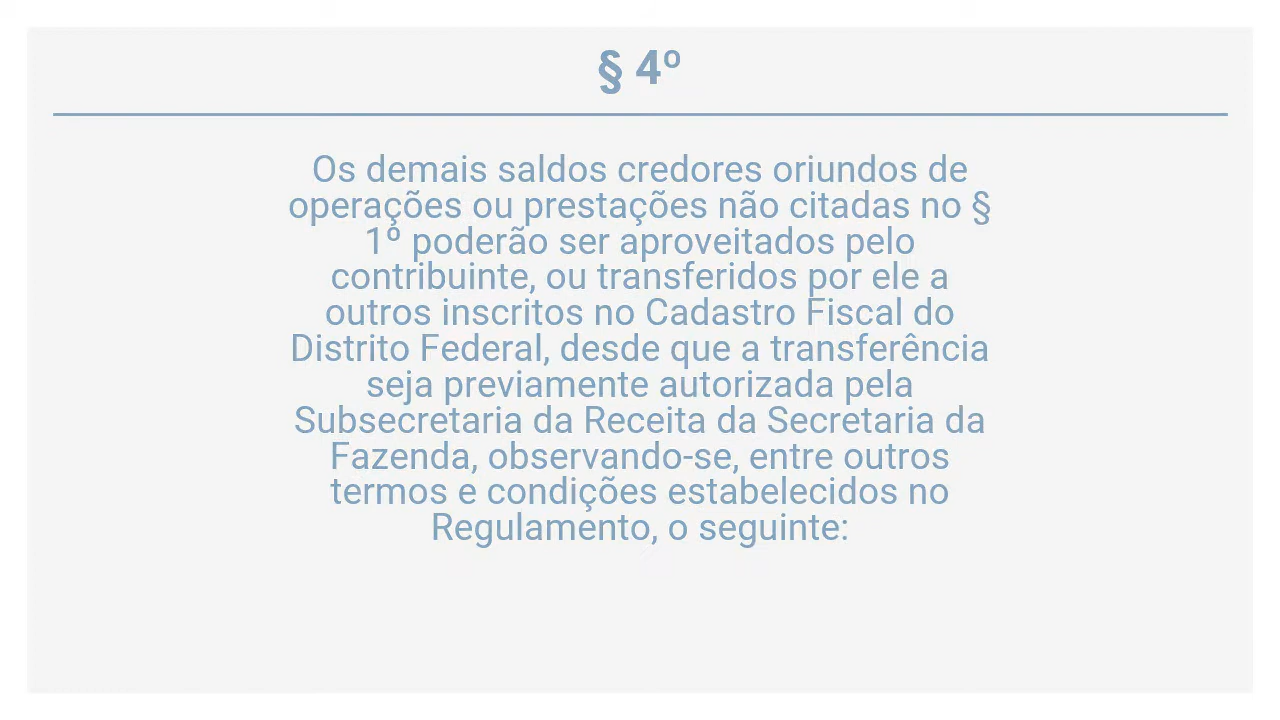 § 4º
Os demais saldos credores oriundos de
operações ou prestações não citadas no §
1º poderão ser aproveitados pelo
contribuinte, ou transferidos por ele a
outros inscritos no Cadastro Fiscal do
Distrito Federal, desde que a transferência
seja previamente autorizada pela
Subsecretaria da Receita da Secretaria da
Fazenda, observando-se, entre outros
termos e condições estabelecidos no
Regulamento, o seguinte: